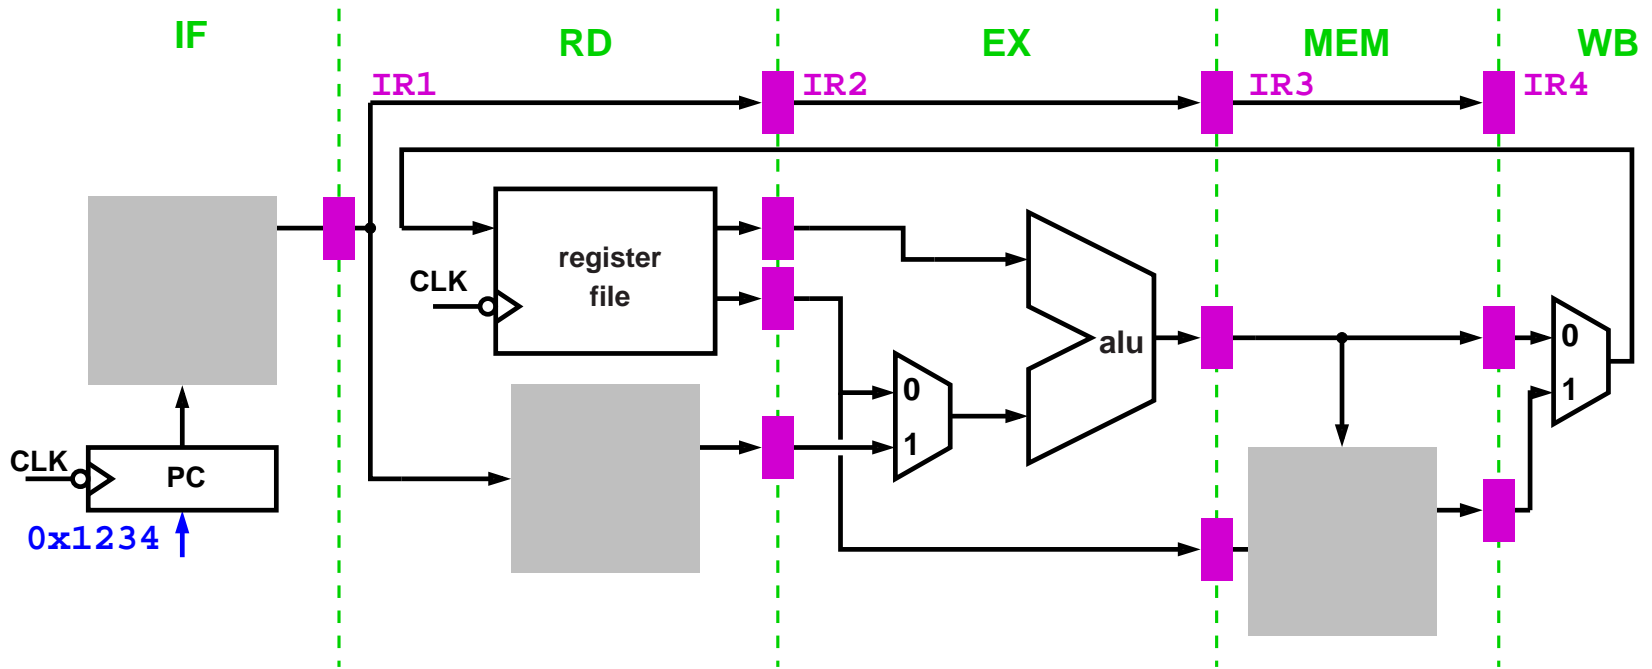 IF
RD
EX
MEM
WB
IR1
IR2
IR3
IR4
register
file
CLK
alu
0
1
0
1
CLK
PC
0x1234